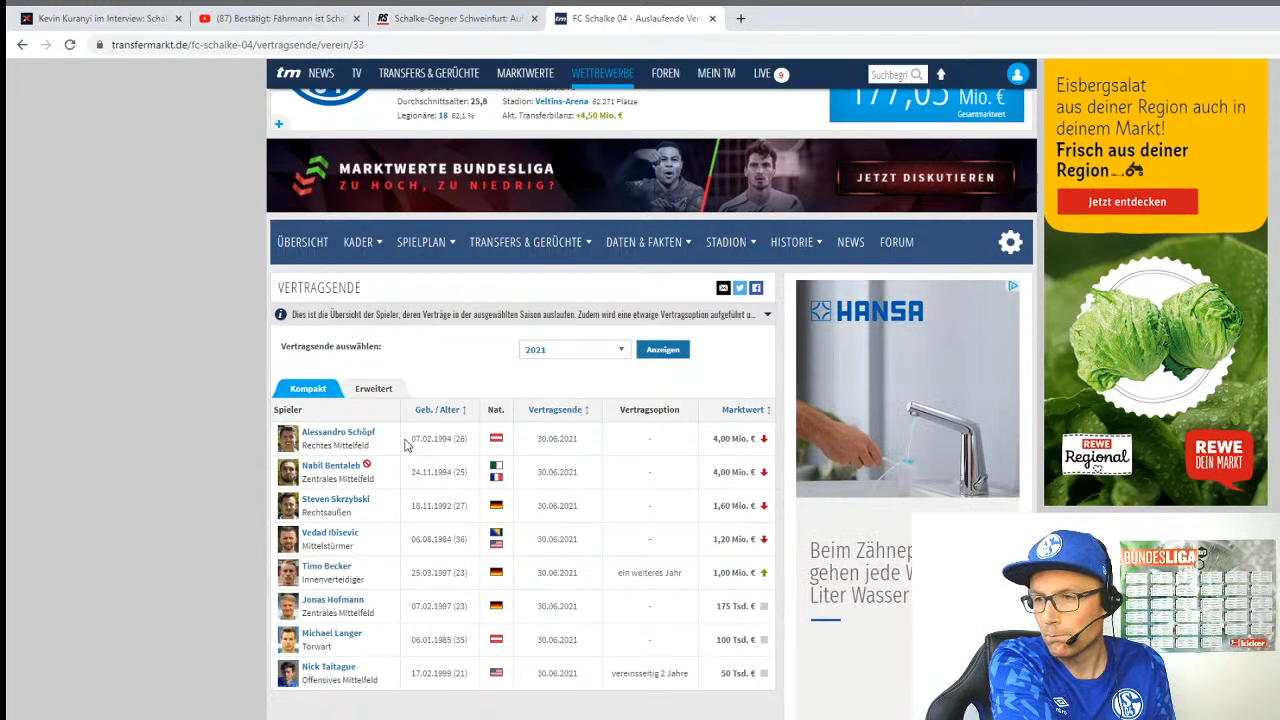 Kevin Kuranyi im Interview: Scha
(87) Bestätigt: Fährmann ist Scha
RS Schalke-Gegner Schweinfurt: Au
tm FC Schalke 04 - Auslaufende Ver
transfermarkt.de/fc-schalke-04/vertragsende/verein/33
tm NEWS TV TRANSFERS & GERÜCHTE MARKTWERTE WETTBEWERBE FOREN MEIN TM LIVE 9 Suchbegri
Durchschnittsalter: 25,8
Legionäre: 18 62,1 %
Stadion: Veltins-Arena 62.271 Plätze
Akt. Transferbilanz: +4,50 Mio. €
177,05 Mio. €
Gesamtmarktwert
MARKTWERTE BUNDESLIGA
ZU HOCH, ZU NIEDRIG?
JETZT DISKUTIEREN
ÜBERSICHT KADER SPIELPLAN TRANSFERS & GERÜCHTE DATEN & FAKTEN STADION HISTORIE NEWS FORUM
VERTRAGSENDE
Dies ist die Übersicht der Spieler, deren Verträge in der ausgewählten Saison auslaufen. Zudem wird eine etwaige Vertragsoption aufgeführt u...
Vertragsende auswählen: 2021 Anzeigen
Kompakt Erweitert
Spieler Geb. / Alter Nat. Vertragsende Vertragsoption Marktwert
Alessandro Schöpf
Rechtes Mittelfeld
07.02.1994 (26) 30.06.2021 - 4,00 Mio. €
Nabil Bentaleb
Zentrales Mittelfeld
24.11.1994 (25) 30.06.2021 - 4,00 Mio. €
Steven Skrzybski
Rechtsaußen
18.11.1992 (27) 30.06.2021 - 1,60 Mio. €
Vedad Ibisevic
Mittelstürmer
06.08.1984 (36) 30.06.2021 - 1,20 Mio. €
Timo Becker
Innenverteidiger
25.03.1997 (23) 30.06.2021 ein weiteres Jahr 1,00 Mio. €
Jonas Hofmann
Zentrales Mittelfeld
07.02.1997 (23) 30.06.2021 - 175 Tsd. €
Michael Langer
Torwart
06.01.1985 (35) 30.06.2021 - 100 Tsd. €
Nick Taitague
Offensives Mittelfeld
17.02.1999 (21) 30.06.2021 vereinsseitig 2 Jahre 50 Tsd. €
HANSA
Beim Zähnep
gehen jede
Liter Wasser
Eisbergsalat
aus deiner Region auch in
deinem Markt!
Frisch aus deiner
Region
Jetzt entdecken
REWE
Regional
REWE
DEIN MARKT
BUNDESLIGA
kicker